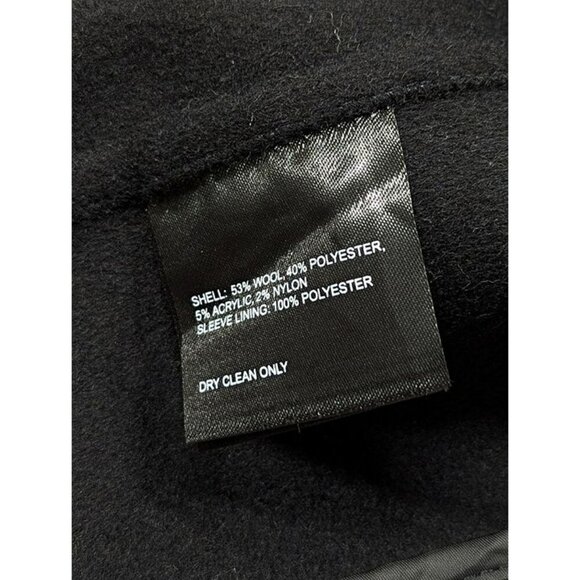 SHELL: 53% WOOL, 40% POLYESTER,
5% ACRYLIC, 2% NYLON
SLEEVE LINING: 100% POLYESTER
DRY CLEAN ONLY